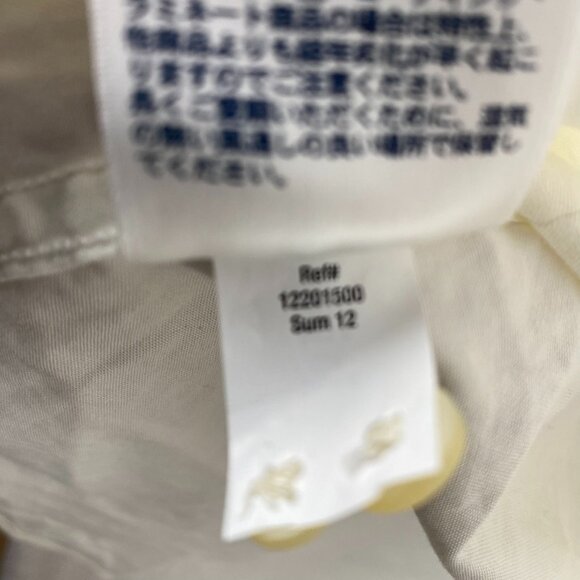 ラミネート商品の場合は特性上、
他商品よりも経年劣化が早く起こ
りますのでご注意ください。
長くご愛用いただくために、湿気
の無い風通しの良い場所で保管し
てください。
Ref#
12201500
Sum 12